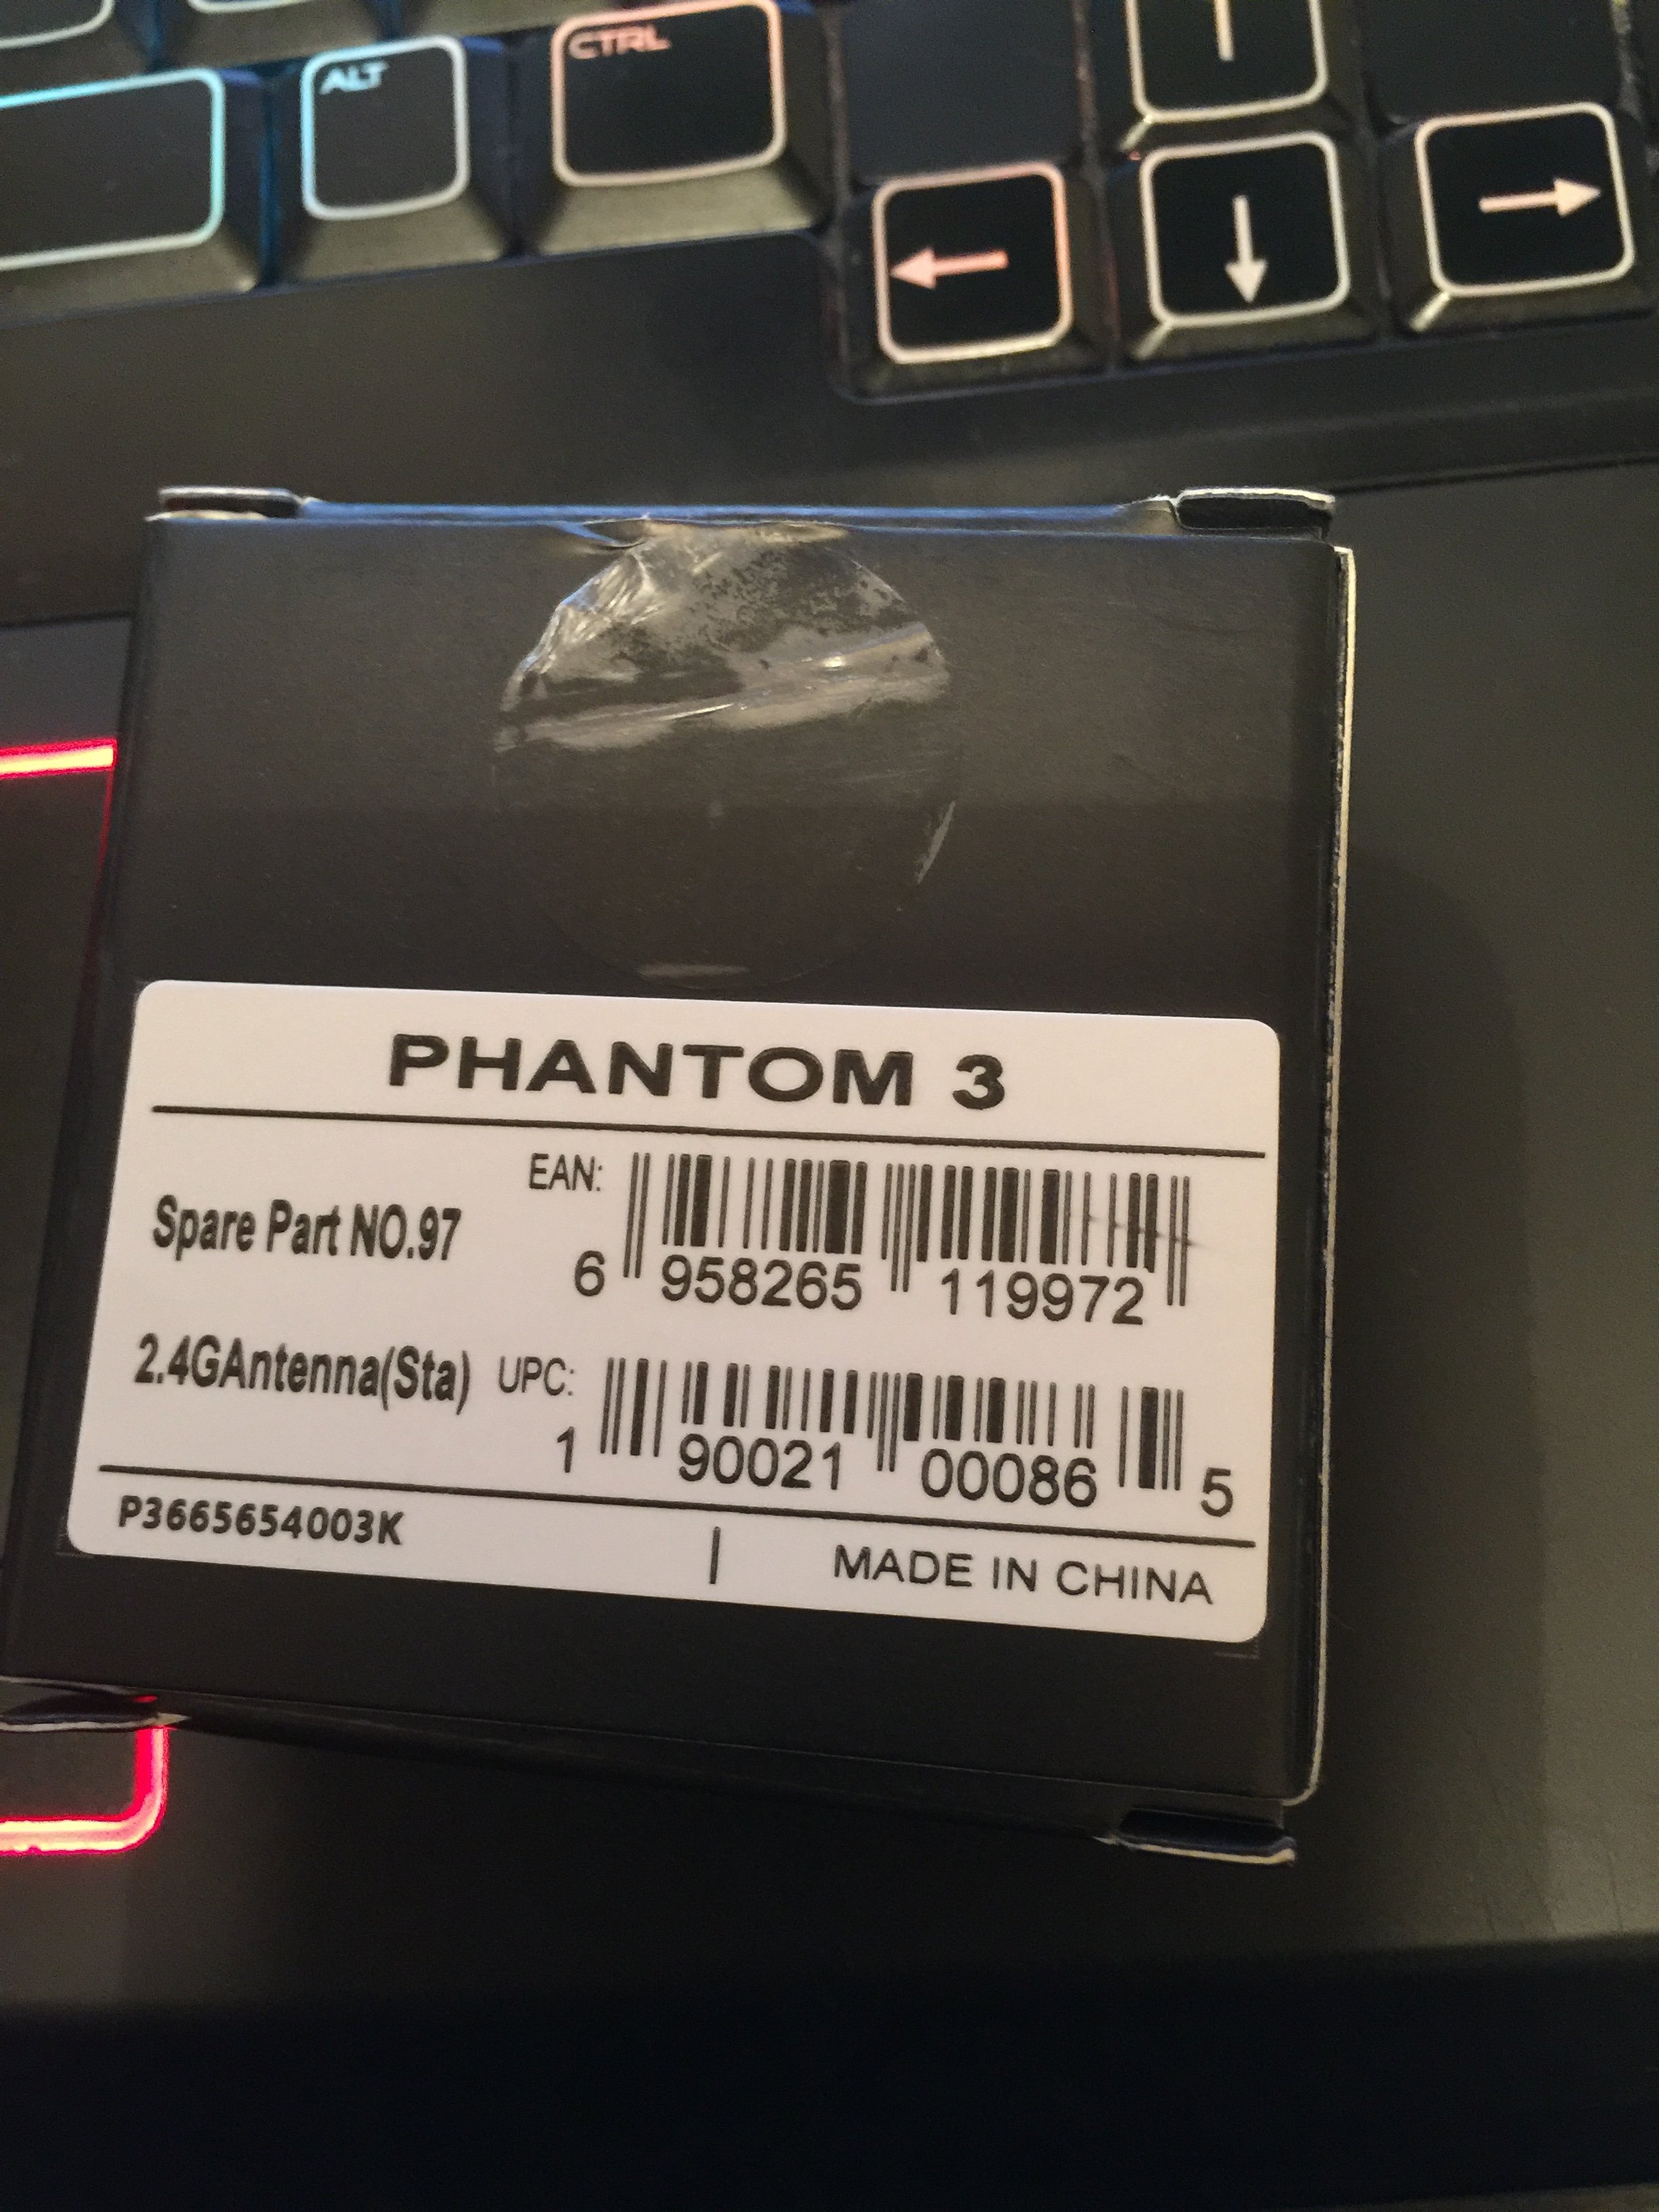 ALT
CTRL
PHANTOM 3
Spare Part NO.97
EAN:
6 958265 119972
2.4GAntenna(Sta)
UPC:
1 90021 00086 5
P3665654003K
MADE IN CHINA